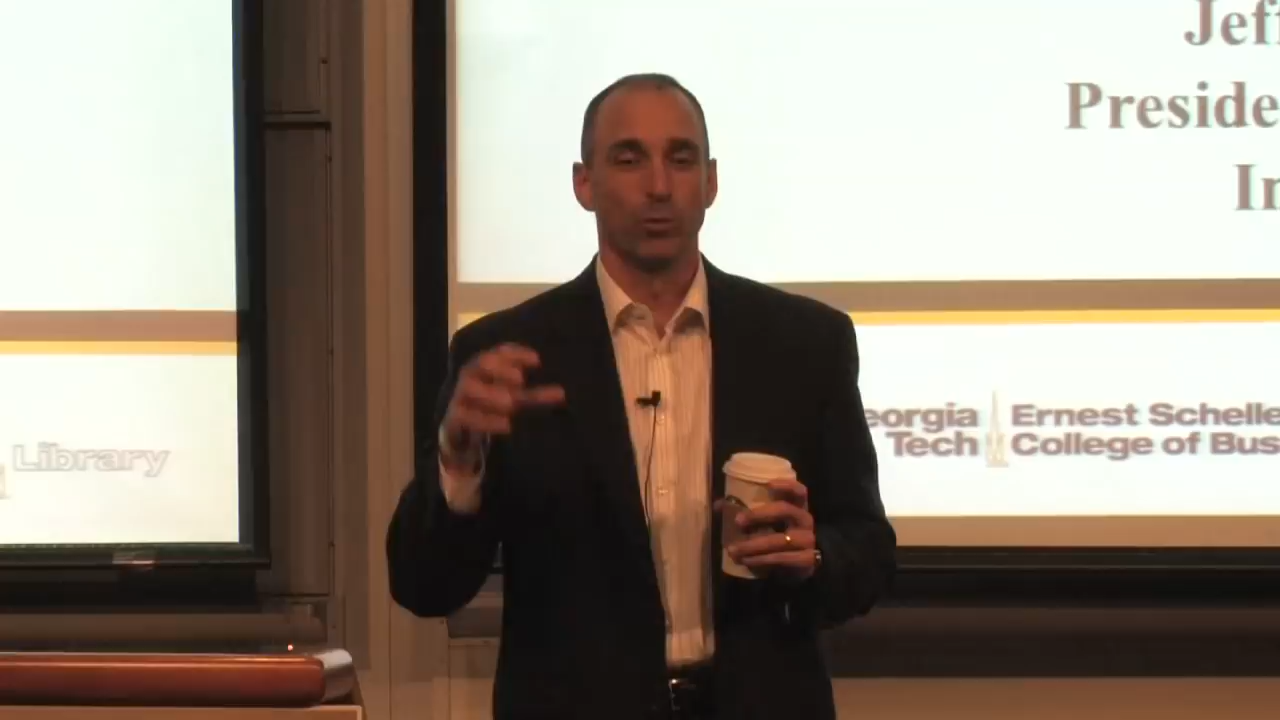 Jeff
Preside
In
Library
eorgia
Tech
Ernest Schelle
College of Bus